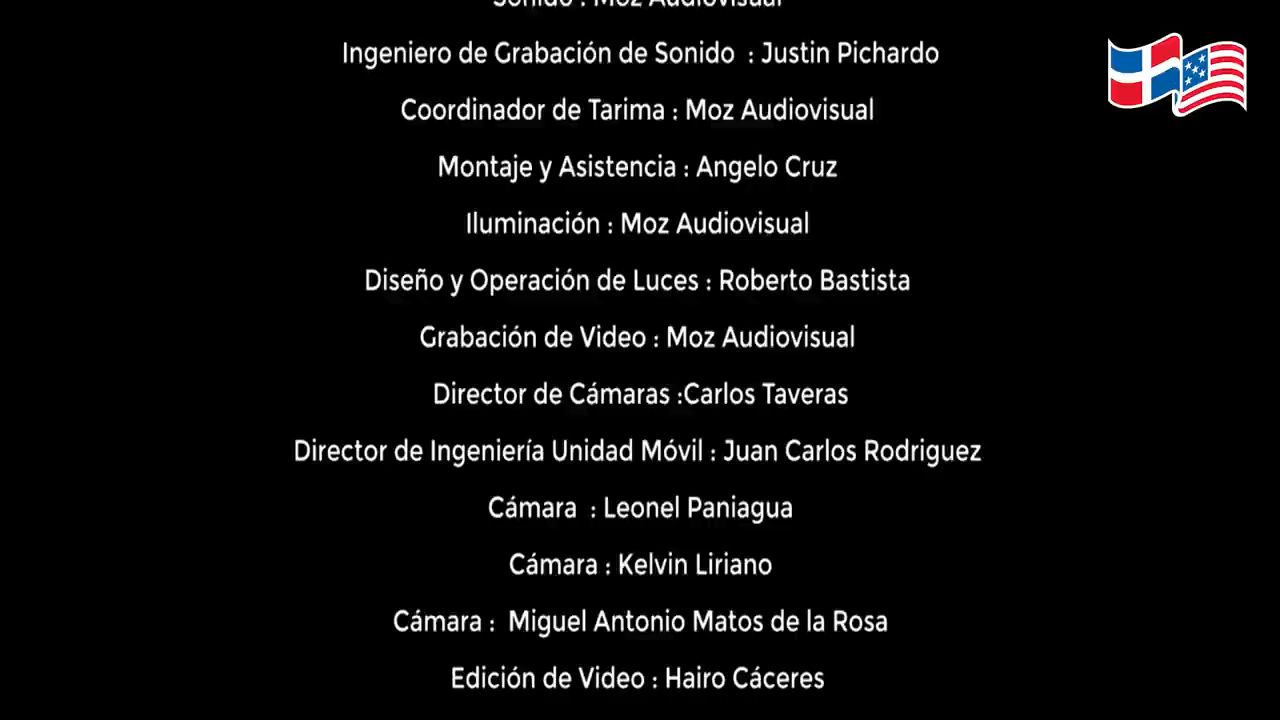 Sonido : Moz Audiovisual
Ingeniero de Grabación de Sonido  : Justin Pichardo
Coordinador de Tarima : Moz Audiovisual
Montaje y Asistencia : Angelo Cruz
Iluminación : Moz Audiovisual
Diseño y Operación de Luces : Roberto Bastista
Grabación de Video : Moz Audiovisual
Director de Cámaras :Carlos Taveras
Director de Ingeniería Unidad Móvil : Juan Carlos Rodriguez
Cámara  : Leonel Paniagua
Cámara : Kelvin Liriano
Cámara :  Miguel Antonio Matos de la Rosa
Edición de Video : Hairo Cáceres